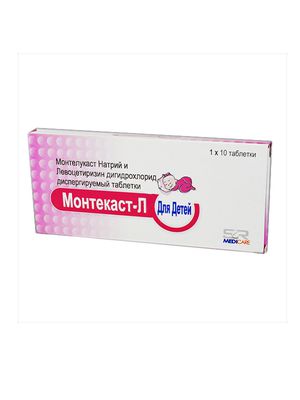 Монтелукаст Натрий и
Левоцетиризин дигидрохлорид
диспергируемый таблетки
1 x 10 таблетки
Монтекаст-Л
Для Детей
MEDICARE